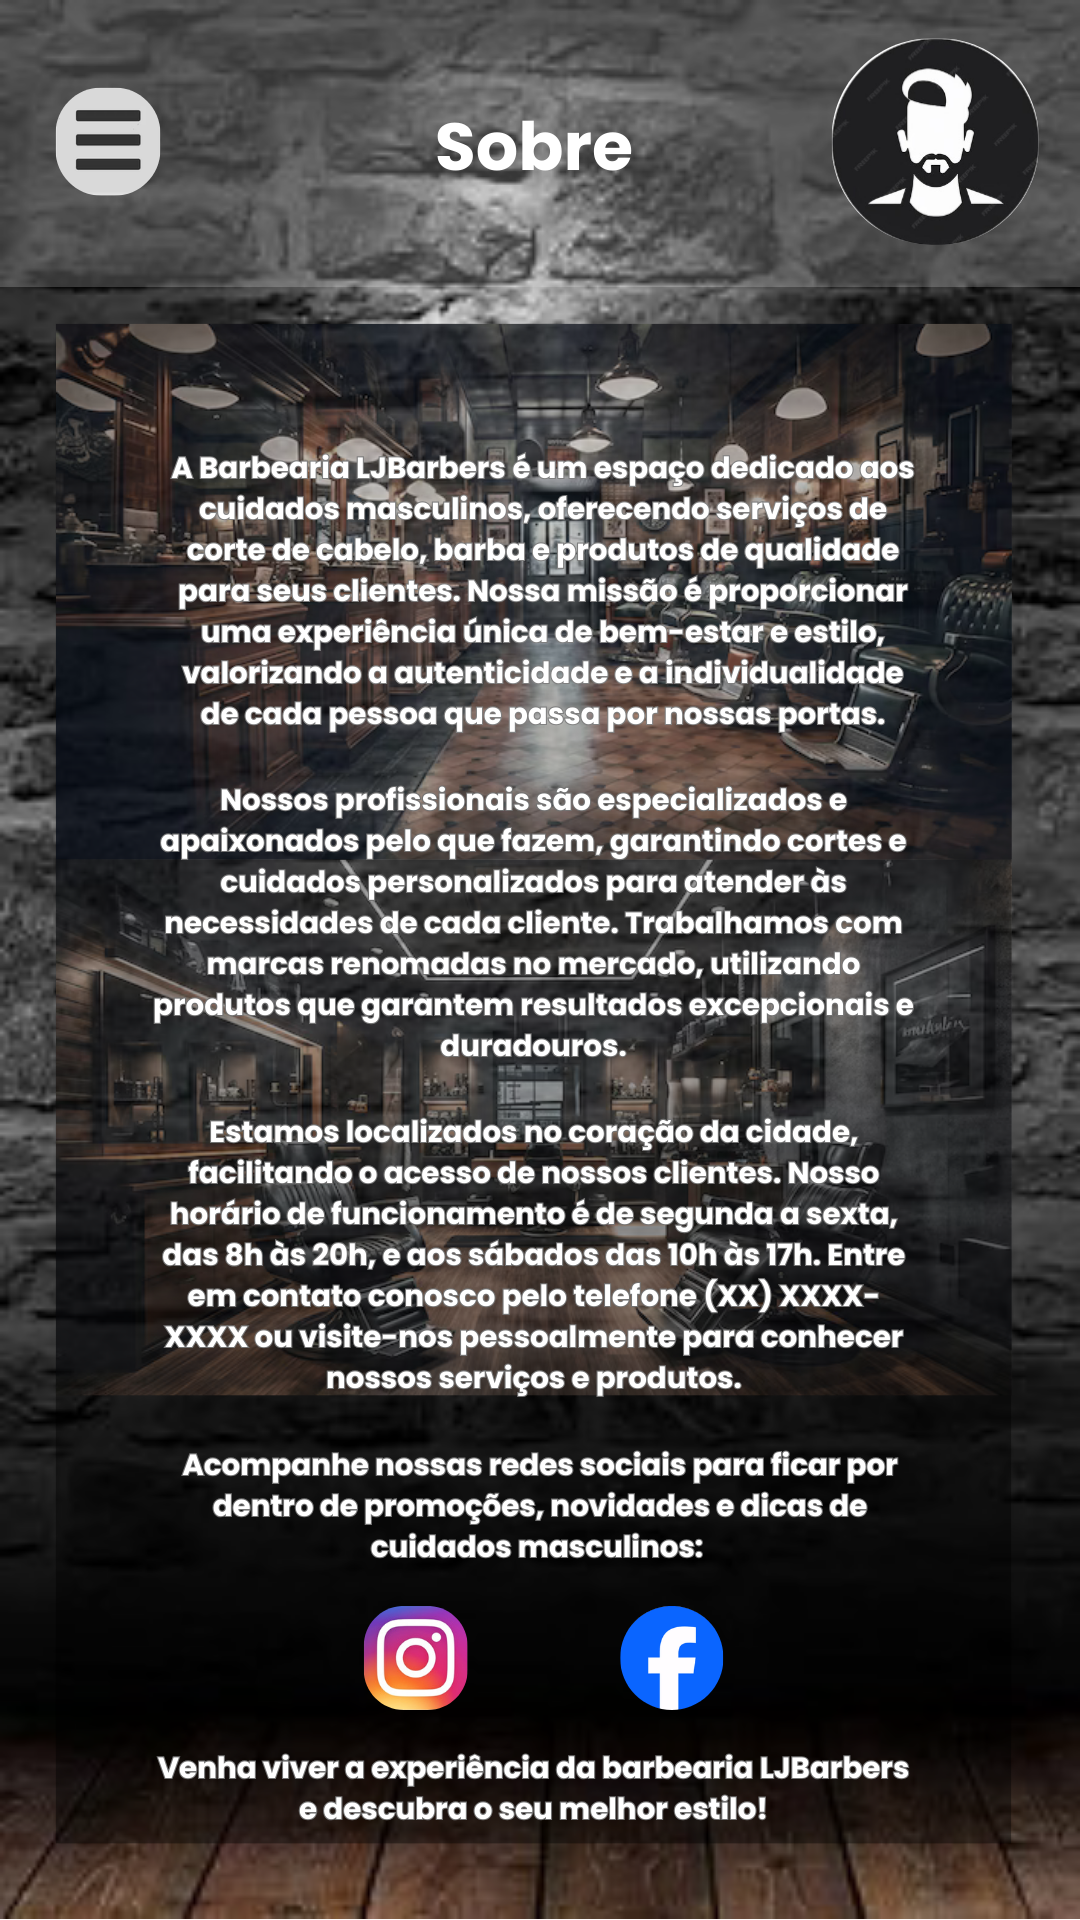 Sobre
A Barbearia LJBarbers é um espaço dedicado aos
cuidados masculinos, oferecendo serviços de
corte de cabelo, barba e produtos de qualidade
para seus clientes. Nossa missão é proporcionar
uma experiência única de bem-estar e estilo,
valorizando a autenticidade e a individualidade
de cada pessoa que passa por nossas portas.
Nossos profissionais são especializados e
apaixonados pelo que fazem, garantindo cortes e
cuidados personalizados para atender às
necessidades de cada cliente. Trabalhamos com
marcas renomadas no mercado, utilizando
produtos que garantem resultados excepcionais e
duradouros.
Estamos localizados no coração da cidade,
facilitando o acesso de nossos clientes. Nosso
horário de funcionamento é de segunda a sexta,
das 8h às 20h, e aos sábados das 10h às 17h. Entre
em contato conosco pelo telefone (XX) XXXX-
XXXX ou visite-nos pessoalmente para conhecer
nossos serviços e produtos.
Acompanhe nossas redes sociais para ficar por
dentro de promoções, novidades e dicas de
cuidados masculinos:
Venha viver a experiência da barbearia LJBarbers
e descubra o seu melhor estilo!